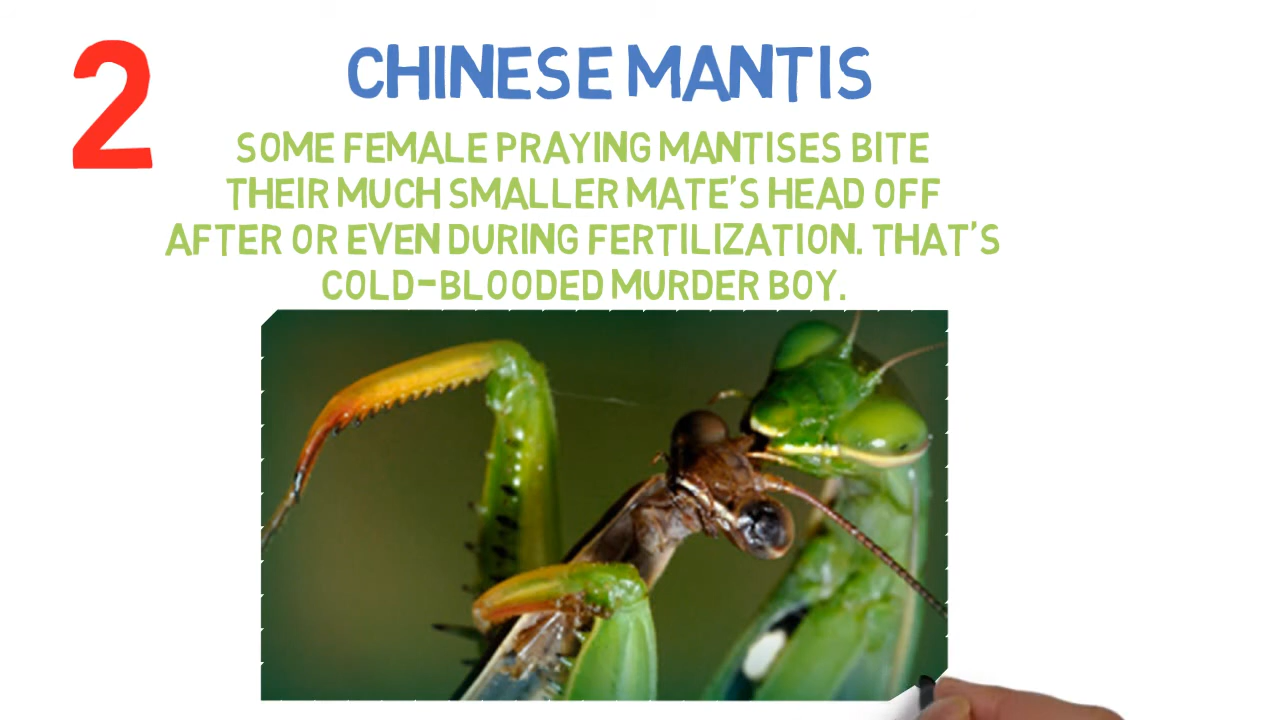 2
CHINESE MANTIS
SOME FEMALE PRAYING MANTISES BITE
THEIR MUCH SMALLER MATE'S HEAD OFF
AFTER OR EVEN DURING FERTILIZATION. THAT'S
COLD-BLOODED MURDER BOY.